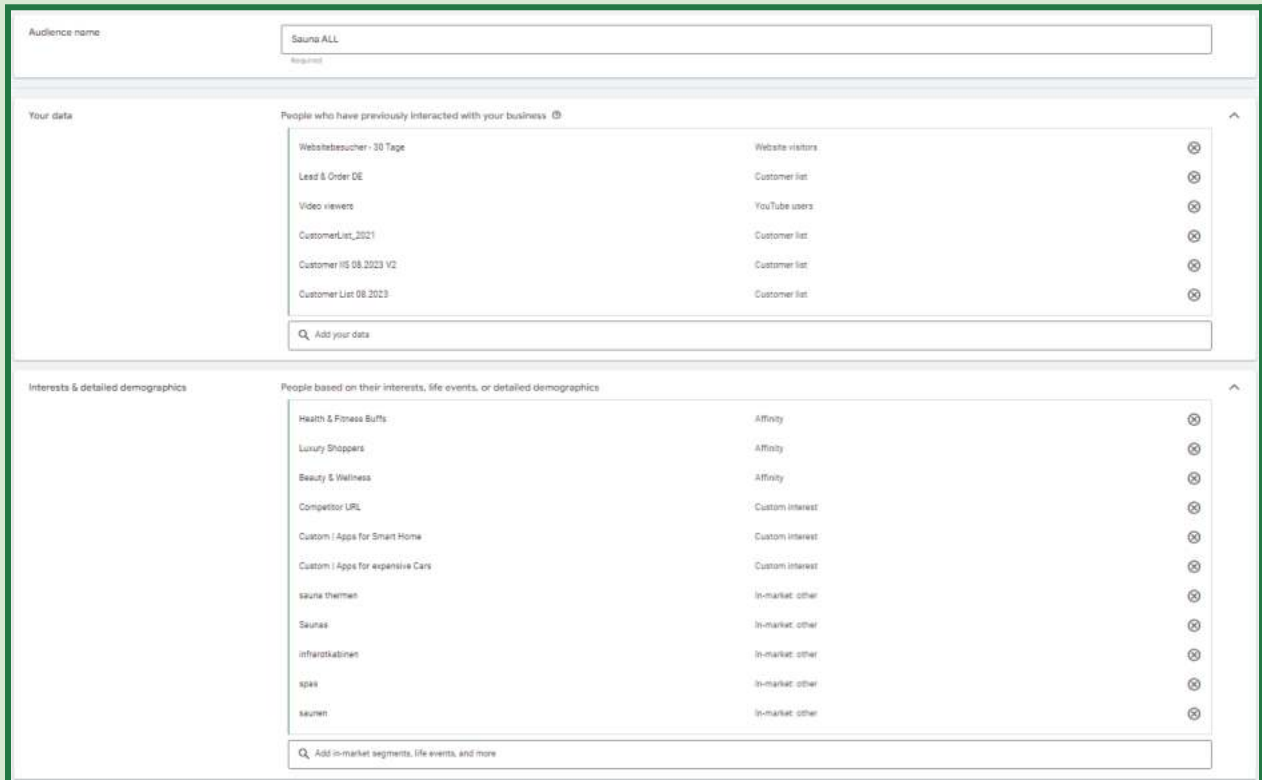 Audience name
Sauna ALL
Required
Your data
People who have previously interacted with your business
Websitebesucher - 30 Tage Website visitors
Lead & Order DE Customer list
Video viewers YouTube users
CustomerList_2021 Customer list
Customer IIS 08.2023 V2 Customer list
Customer List 08.2023 Customer list
Add your data
Interests & detailed demographics
People based on their interests, life events, or detailed demographics
Health & Fitness Buffs Affinity
Luxury Shoppers Affinity
Beauty & Wellness Affinity
Competitor URL Custom interest
Custom | Apps for Smart Home Custom interest
Custom | Apps for expensive Cars Custom interest
sauna thermen In-market: other
Saunas In-market: other
infrarotkabinen In-market: other
spas In-market: other
saunen In-market: other
Add in-market segments, life events, and more